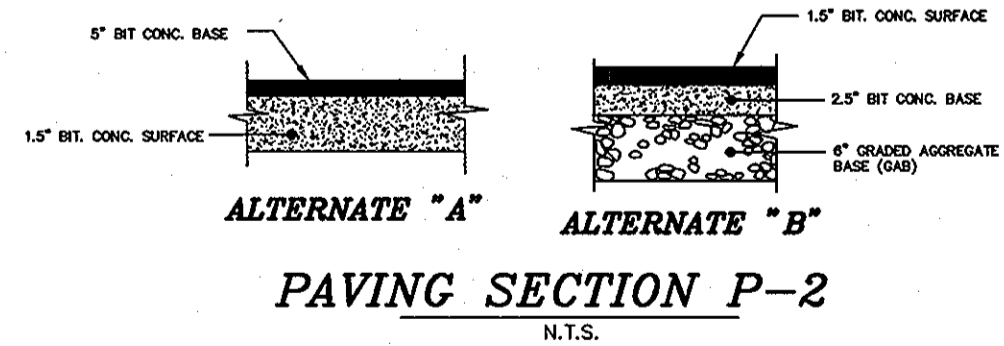 5" BIT CONC. BASE
1.5" BIT. CONC. SURFACE
ALTERNATE "A"
1.5" BIT. CONC. SURFACE
2.5" BIT CONC. BASE
6" GRADED AGGREGATE
BASE (GAB)
ALTERNATE "B"
PAVING SECTION P-2
N.T.S.